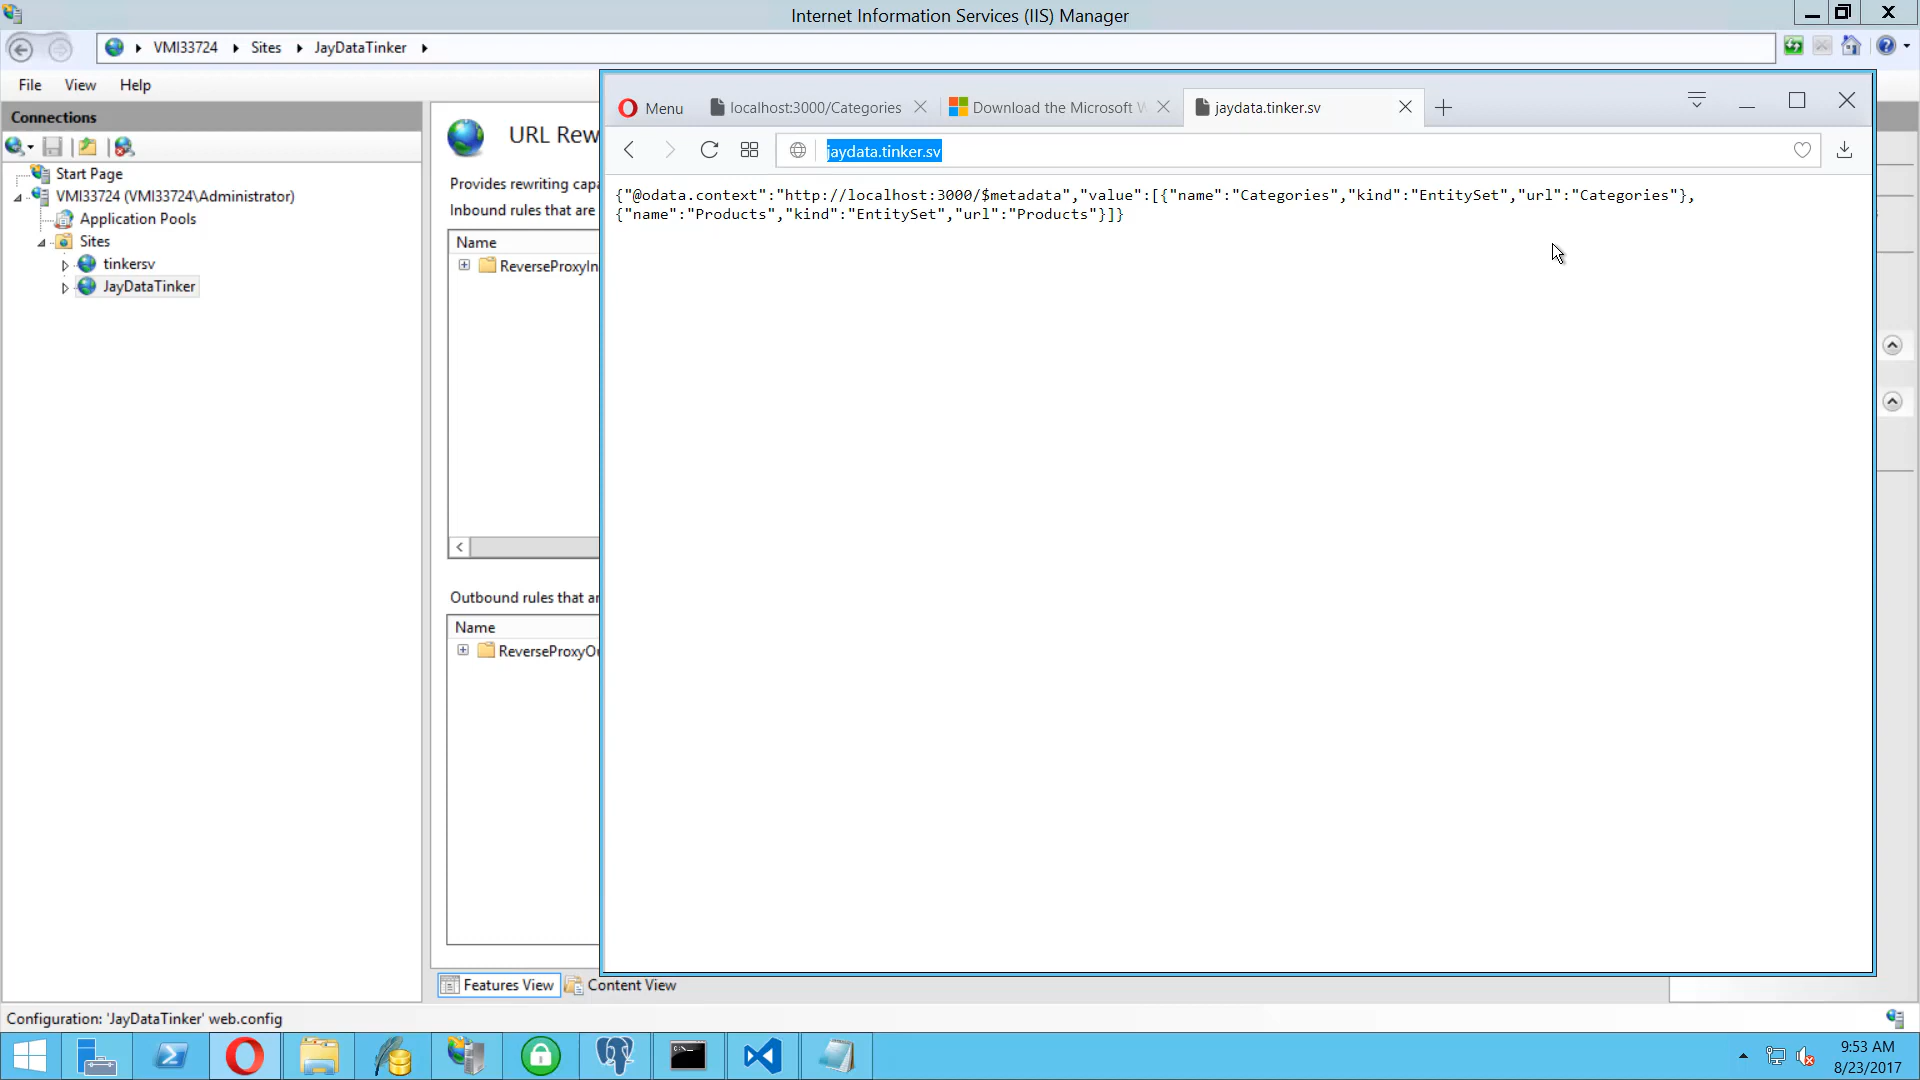 Internet Information Services (IIS) Manager
VMI33724 Sites JayDataTinker
File View Help
Connections
Start Page
VMI33724 (VMI33724\Administrator)
Application Pools
Sites
tinkersv
JayDataTinker
URL Rew
Provides rewriting capa
Inbound rules that are
Name
ReverseProxyIn
Outbound rules that ar
Name
ReverseProxyOu
Features View Content View
Menu localhost:3000/Categories Download the Microsoft W jaydata.tinker.sv
jaydata.tinker.sv
{"@odata.context":"http://localhost:3000/$metadata","value":[{"name":"Categories","kind":"EntitySet","url":"Categories"},
{"name":"Products","kind":"EntitySet","url":"Products"}]}
Configuration: 'JayDataTinker' web.config
9:53 AM
8/23/2017